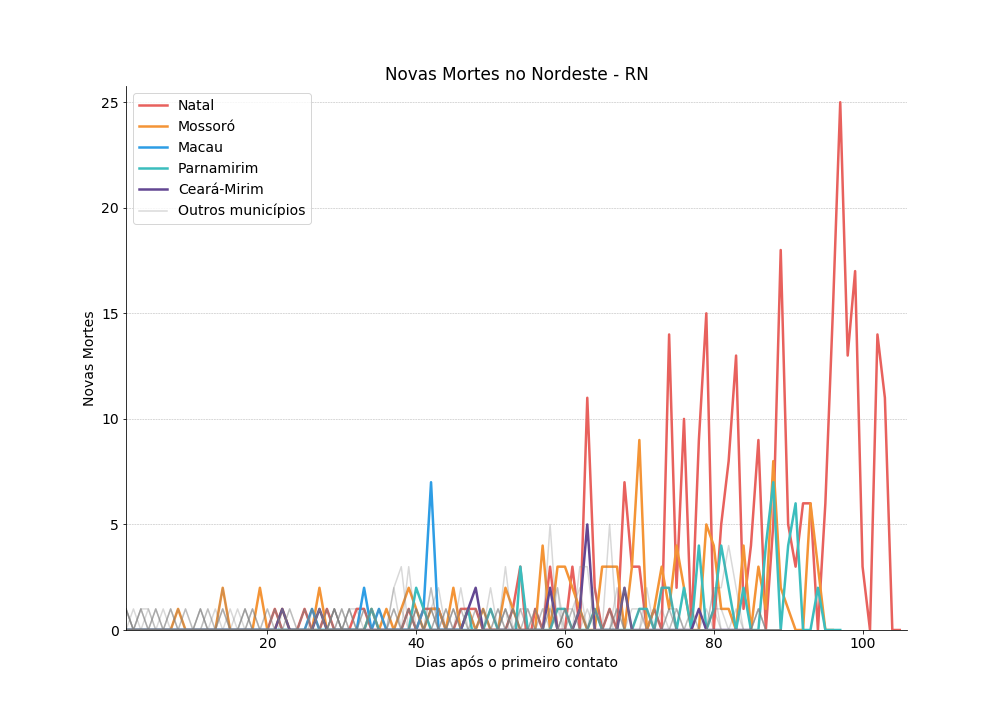 Novas Mortes no Nordeste - RN
Natal
Mossoró
Macau
Parnamirim
Ceará-Mirim
Outros municípios
25
20
15
10
5
0
Novas Mortes
20
40
60
80
100
Dias após o primeiro contato